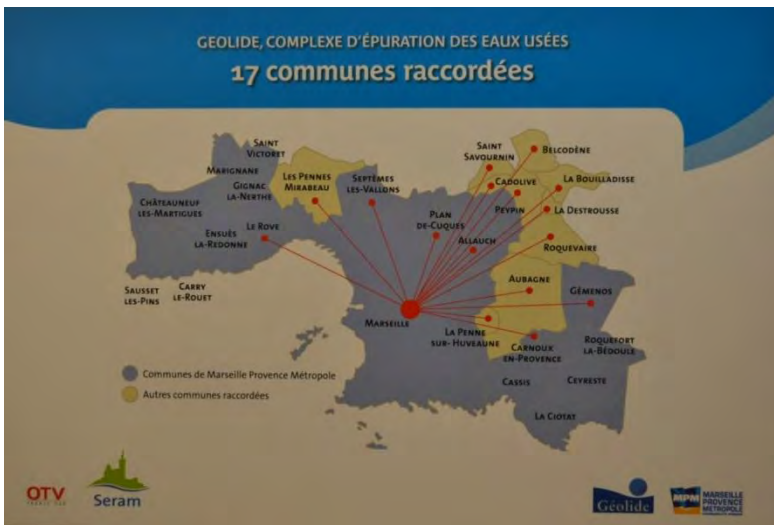 GEOLIDE, COMPLEXE D'ÉPURATION DES EAUX USÉES
17 communes raccordées
SAINT
VICTORET
MARIGNANE
GIGNAC
LA-NERTHE
LES PENNES
MIRABEAU
SEPTÈMES
LES-VALLONS
CHÂTEAUNEUF
LES-MARTIGUES
ENSUÈS
LA-REDONNE
LE ROVE
SAUSSET
LES-PINS
CARRY
LE-ROUET
PLAN
DE-CUQUES
ALLAUCH
SAINT
SAVOURNIN
BELCODÈNE
CADOLIVE
LA BOUILLADISSE
PEYPIN
LA DESTROUSSE
ROQUEVAIRE
AUBAGNE
GÉMENOS
MARSEILLE
LA PENNE
SUR-HUVEAUNE
CARNOUX
EN-PROVENCE
ROQUEFORT
LA-BÉDOULE
CASSIS
CEYRESTE
LA CIOTAT
Communes de Marseille Provence Métropole
Autres communes raccordées
OTV
Seram
Géolide
MPM
MARSEILLE
PROVENCE
MÉTROPOLE